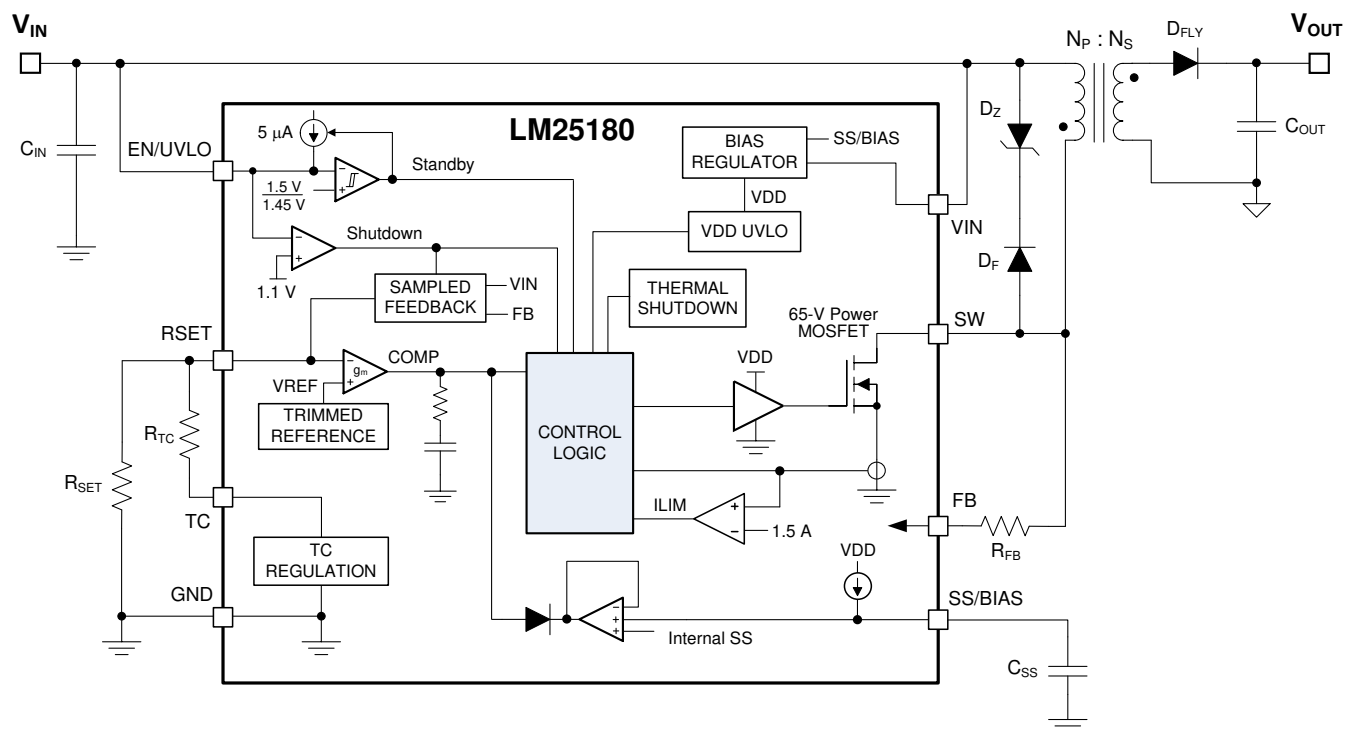 VIN
VOUT
NP : NS
DFLY
LM25180
5 μA
DZ
CIN
EN/UVLO
Standby
BIAS
REGULATOR
SS/BIAS
COUT
1.5 V
1.45 V
VDD
VIN
Shutdown
VDD UVLO
1.1 V
SAMPLED
FEEDBACK
VIN
FB
THERMAL
SHUTDOWN
DF
65-V Power
MOSFET
SW
RSET
COMP
gm
VREF
VDD
TRIMMED
REFERENCE
RTC
CONTROL
LOGIC
RSET
ILIM
1.5 A
FB
TC
RFB
TC
REGULATION
VDD
GND
SS/BIAS
Internal SS
CSS